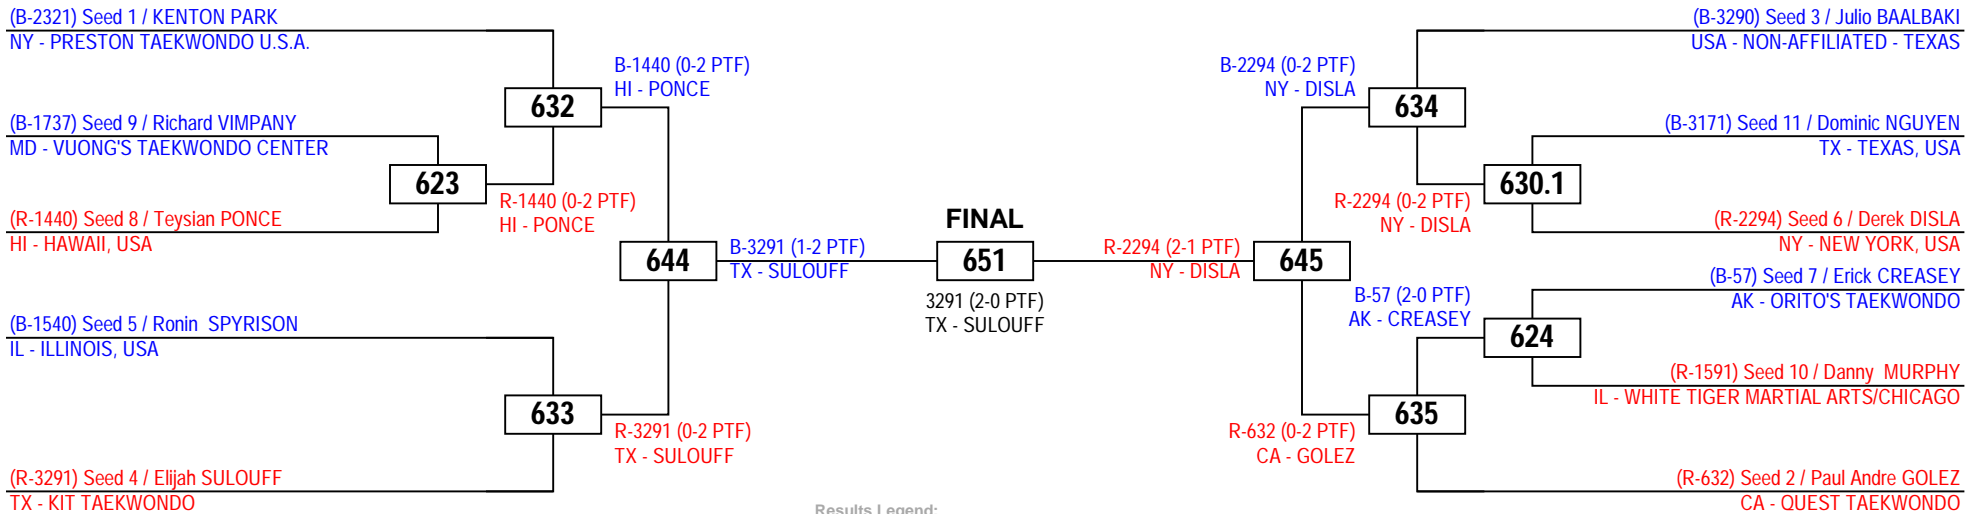 (B-2321) Seed 1 / KENTON PARK
NY - PRESTON TAEKWONDO U.S.A.
632
B-1440 (0-2 PTF)
HI - PONCE
(B-1737) Seed 9 / Richard VIMPANY
MD - VUONG'S TAEKWONDO CENTER
623
R-1440 (0-2 PTF)
HI - PONCE
(R-1440) Seed 8 / Teysian PONCE
HI - HAWAII, USA
644
B-3291 (1-2 PTF)
TX - SULOUFF
(B-1540) Seed 5 / Ronin  SPYRISON
IL - ILLINOIS, USA
633
R-3291 (0-2 PTF)
TX - SULOUFF
(R-3291) Seed 4 / Elijah SULOUFF
TX - KIT TAEKWONDO
FINAL
651
3291 (2-0 PTF)
TX - SULOUFF
(B-3290) Seed 3 / Julio BAALBAKI
USA - NON-AFFILIATED - TEXAS
B-2294 (0-2 PTF)
NY - DISLA
634
(B-3171) Seed 11 / Dominic NGUYEN
TX - TEXAS, USA
630.1
R-2294 (0-2 PTF)
NY - DISLA
(R-2294) Seed 6 / Derek DISLA
NY - NEW YORK, USA
R-2294 (2-1 PTF)
NY - DISLA
645
(B-57) Seed 7 / Erick CREASEY
AK - ORITO'S TAEKWONDO
B-57 (2-0 PTF)
AK - CREASEY
624
(R-1591) Seed 10 / Danny  MURPHY
IL - WHITE TIGER MARTIAL ARTS/CHICAGO
635
R-632 (0-2 PTF)
CA - GOLEZ
(R-632) Seed 2 / Paul Andre GOLEZ
CA - QUEST TAEKWONDO
Results Legend: